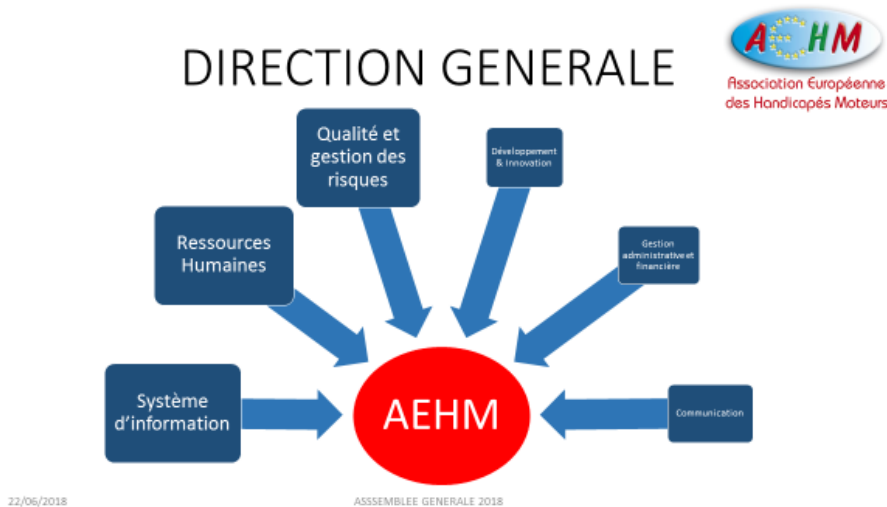 DIRECTION GENERALE
AEHM
Association Européenne
des Handicapés Moteurs
Qualité et
gestion des
risques
Développement
& Innovation
Ressources
Humaines
Gestion
administrative et
financière
Système
d'information
AEHM
Communication
22/06/2018
ASSSEMBLEE GENERALE 2018